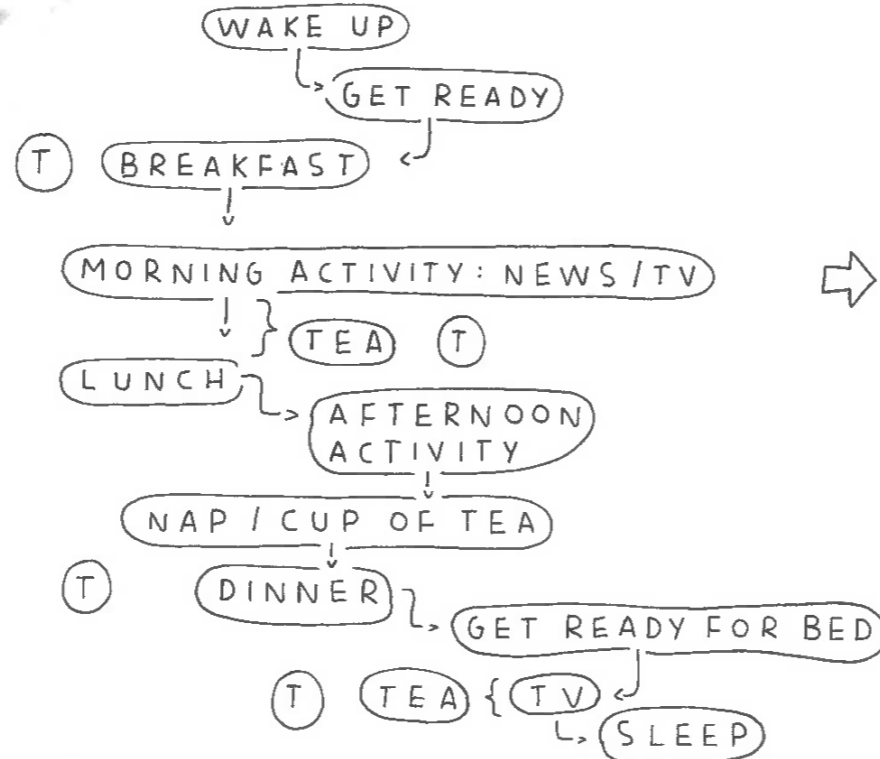 WAKE UP
GET READY
T BREAKFAST
MORNING ACTIVITY: NEWS/TV
TEA T
LUNCH
AFTERNOON
ACTIVITY
NAP / CUP OF TEA
T DINNER
GET READY FOR BED
T TEA { TV
SLEEP